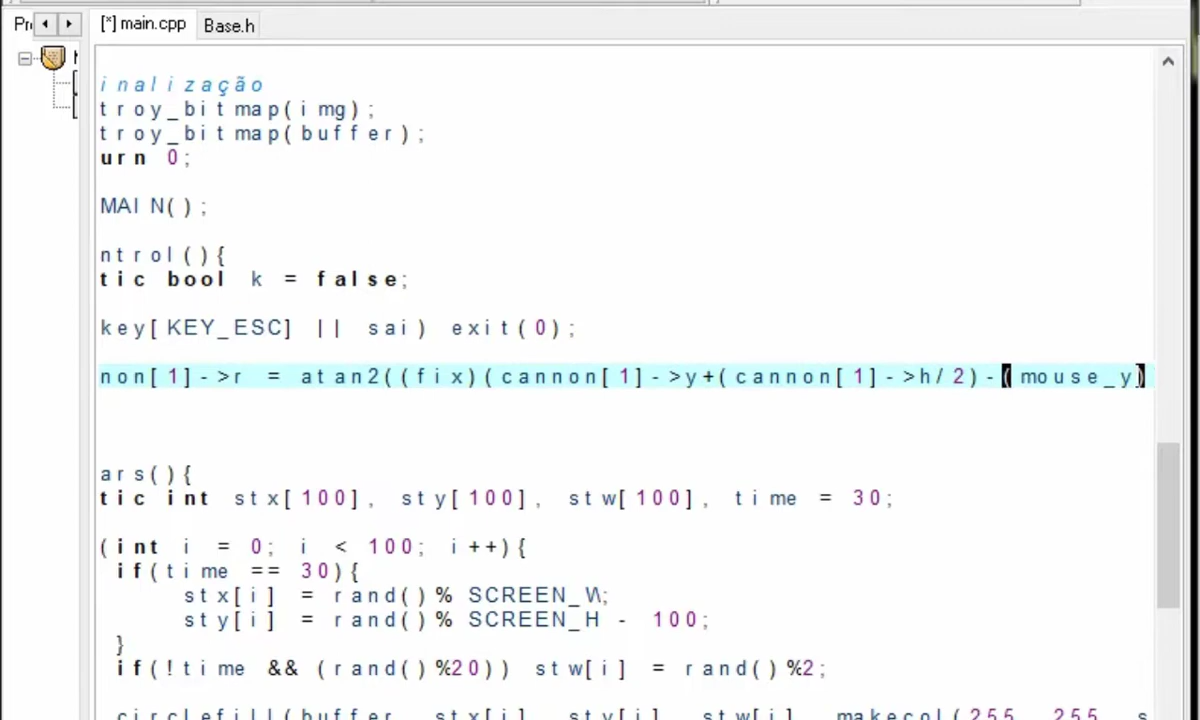 [*] main.cpp
Base.h
inalização
troy_bitmap(img);
troy_bitmap(buffer);
urn 0;
MAIN();
ntrol(){
tic bool k = false;
key[KEY_ESC] || sai) exit(0);
non[1]->r = atan2((fix)(cannon[1]->y+(cannon[1]->h/2)-(mouse_y)
ars(){
tic int stx[100], sty[100], stw[100], time = 30;
(int i = 0; i < 100; i++){
if(time == 30){
stx[i] = rand()% SCREEN_W;
sty[i] = rand()% SCREEN_H - 100;
}
if(!time && (rand()%20)) stw[i] = rand()%2;
circlefill(buffer, stx[i], sty[i], stw[i], makecol(255, 255, s